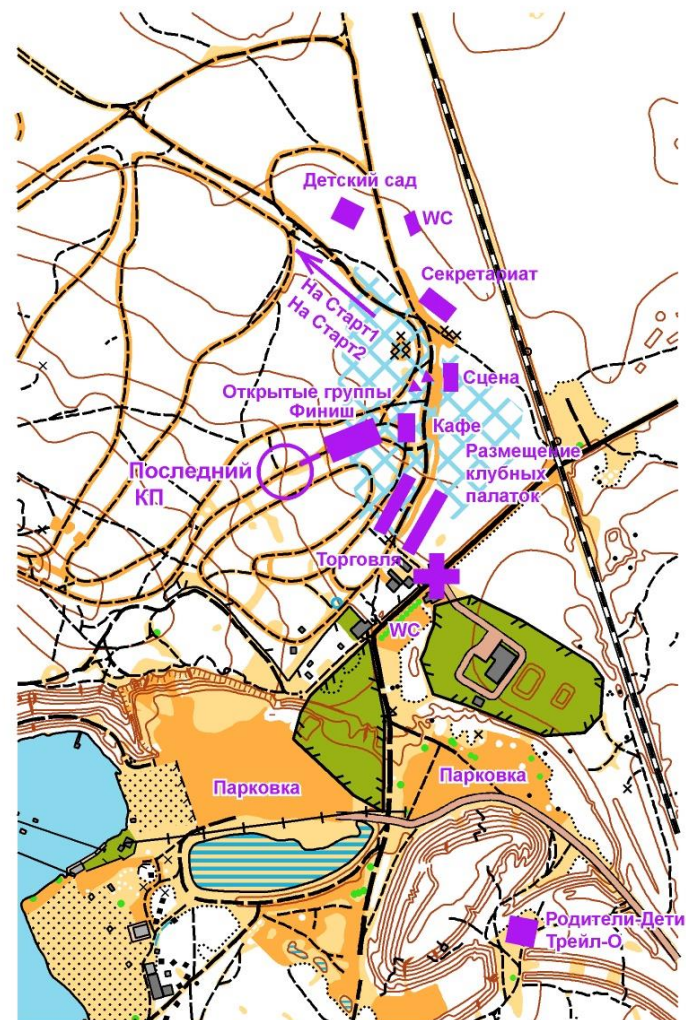 Детский сад
WC
Секретариат
На Старт1
На Старт2
Сцена
Открытые группы
Финиш
Кафе
Размещение
клубных
палаток
Последний
КП
Торговля
WC
Парковка
Парковка
Родители-Дети
Трейл-О